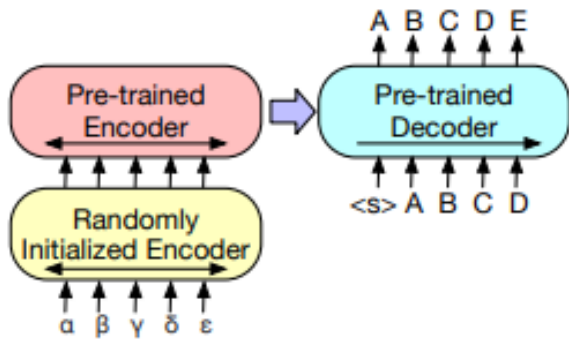 A B C D E
Pre-trained
Encoder
Pre-trained
Decoder
<s> A B C D
Randomly
Initialized Encoder
α β γ δ ε